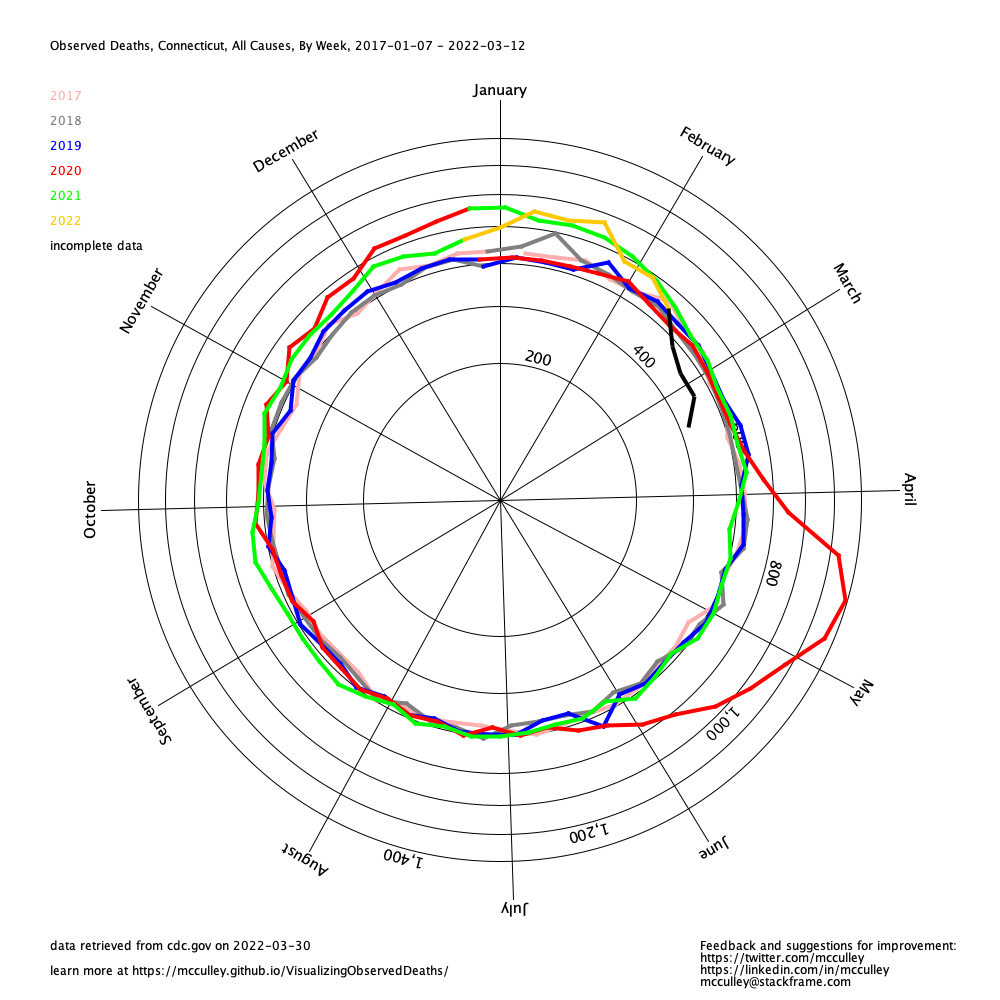 Observed Deaths, Connecticut, All Causes, By Week, 2017-01-07 - 2022-03-12
January
2017
2018
2019
2020
2021
2022
incomplete data
December
February
November
March
200
400
October
April
800
September
May
1,000
1,200
1,400
August
June
July
data retrieved from cdc.gov on 2022-03-30
learn more at https://mcculley.github.io/VisualizingObservedDeaths/
Feedback and suggestions for improvement:
https://twitter.com/mcculley
https://linkedin.com/in/mcculley
mcculley@stackframe.com